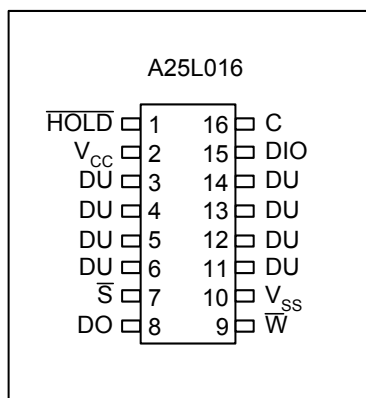 A25L016
H̅O̅L̅D̅ 1 16 C
VCC 2 15 DIO
DU 3 14 DU
DU 4 13 DU
DU 5 12 DU
DU 6 11 DU
S̅ 7 10 VSS
DO 8 9 W̅